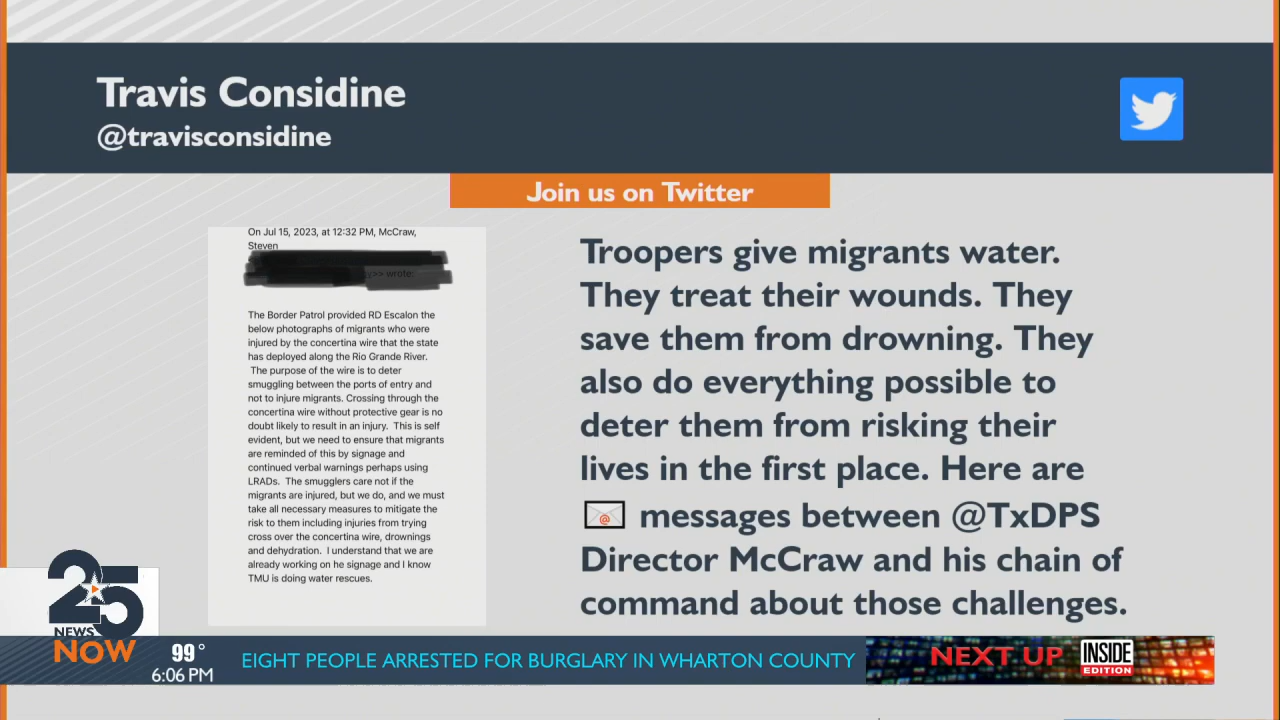 Travis Considine
@travisconsidine
Join us on Twitter
On Jul 15, 2023, at 12:32 PM, McCraw,
Steven
>> wrote:
The Border Patrol provided RD Escalon the
below photographs of migrants who were
injured by the concertina wire that the state
has deployed along the Rio Grande River.
The purpose of the wire is to deter
smuggling between the ports of entry and
not to injure migrants. Crossing through the
concertina wire without protective gear is no
doubt likely to result in an injury. This is self
evident, but we need to ensure that migrants
are reminded of this by signage and
continued verbal warnings perhaps using
LRADs. The smugglers care not if the
migrants are injured, but we do, and we must
take all necessary measures to mitigate the
risk to them including injuries from trying
cross over the concertina wire, drownings
and dehydration. I understand that we are
already working on he signage and I know
TMU is doing water rescues.
Troopers give migrants water.
They treat their wounds. They
save them from drowning. They
also do everything possible to
deter them from risking their
lives in the first place. Here are
messages between @TxDPS
Director McCraw and his chain of
command about those challenges.
25
NEWS
NOW
99°
6:06 PM
EIGHT PEOPLE ARRESTED FOR BURGLARY IN WHARTON COUNTY
NEXT UP
INSIDE
EDITION